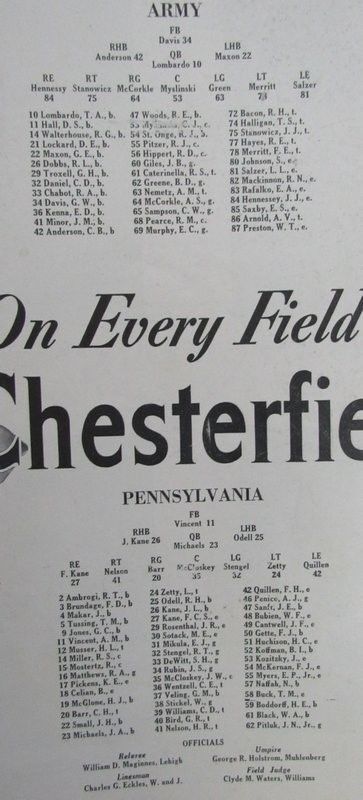 ARMY
FB
Davis 34
RHB
Anderson 42
QB
Lombardo 10
LHB
Maxon 22
RE RT RG C LG LT LE
Hennessy Stanowicz McCorkle Myslinski Green Merritt Salzer
84 75 64 53 63 78 81
10 Lombardo, T. A., b.
11 Hall, D. S., b.
14 Walterhouse, R. G., b.
21 Lockard, D. E., b.
22 Maxon, G. E., b.
26 Dobbs, R. L., b.
29 Troxell, G. H., b.
32 Daniel, C. D., b.
33 Chabot, R. A., b.
34 Davis, G. W., b.
36 Kenna, E. D., b.
41 Minor, J. M., b.
42 Anderson, C. B., b
47 Woods, R. E., b.
53 Myslinski, C. J., c.
54 St. Onge, R. J., b.
55 Pitzer, R. J., c.
56 Hippert, R. D., c.
60 Giles, J. B., g.
61 Caterinella, R. S., t.
62 Greene, B. D., g.
63 Nemetz, A. M., t.
64 McCorkle, A. S., g.
65 Sampson, C. W., g.
68 Pearce, R. M., c.
69 Murphy, E. C., g.
72 Bacon, R. H., t.
74 Halligan, T. S., t.
75 Stanowicz, J. J., t.
77 Hayes, R. E., t.
78 Merritt, F. E., t.
80 Johnson, S., e.
81 Salzer, L. L., e.
82 Mackinnon, R. N., e.
83 Rafalko, E. A., e.
84 Hennessey, J. J., e.
85 Saxby, E. S., e.
86 Arnold, A. V., t.
87 Preston, W. T., e.
On Every Field
Chesterfie
PENNSYLVANIA
FB
Vincent 11
RHB
J. Kane 26
QB
Michaels 23
LHB
Odell 25
RE RT RG C LG LT LE
F. Kane Nelson Barr McCloskey Stengel Zetty Quillen
27 41 20 35 32 24 42
2 Ambrogi, R. T., b
3 Brundage, F. D., b
4 Makar, J., b
5 Tussing, T. M., b
9 Jones, G. C., b
11 Vincent, A. M., b
12 Mosser, H. L., t
14 Miller, R. S., c
15 Mostertz, R., c
16 Matthews, R. A., g
17 Pickens, K. E., e
18 Celian, B., e
19 McGlone, H. J., b
20 Barr, C. H., t
22 Small, J. H., b
23 Michaels, J. A., b
24 Zetty, L., t
25 Odell, R. H., b
26 Kane, J. L., b
27 Kane, F. C. S., e
29 Rosenthal, J. R., e
30 Sotack, M. E., e
31 Mikula, E. J., g
32 Stengel, R. T., g
33 DeWitt, S. H., g
34 Rubin, J. S., g
35 McCloskey, J. W., c
36 Wentzell, C. E., t
37 Veling, G. M., b
38 Stickel, W., g
39 Williams, C. D., t
40 Bird, G. R., t
41 Nelson, H. R., t
42 Quillen, F. H., e
46 Penice, A. J., g
47 Sanfr, J. E., b
48 Bubien, W. F., e
49 Cantwell, J. F., e
50 Gette, F. J., b
51 Huchison, H. C., e
52 Koffman, B. I., b
53 Kozitzky, J., e
54 McKernan, F. J., e
55 Myers, E. P., Jr., e
57 Naffah, N., b
58 Buck, T. M., e
59 Boddorff, H. E., b
61 Black, W. A., b
62 Pitluk, J. N., Jr., g
OFFICIALS
Referee
William D. Maginnes, Lehigh
Umpire
George R. Holstrom, Muhlenberg
Linesman
Charles G. Eckles, W. and J.
Field Judge
Clyde M. Waters, Williams